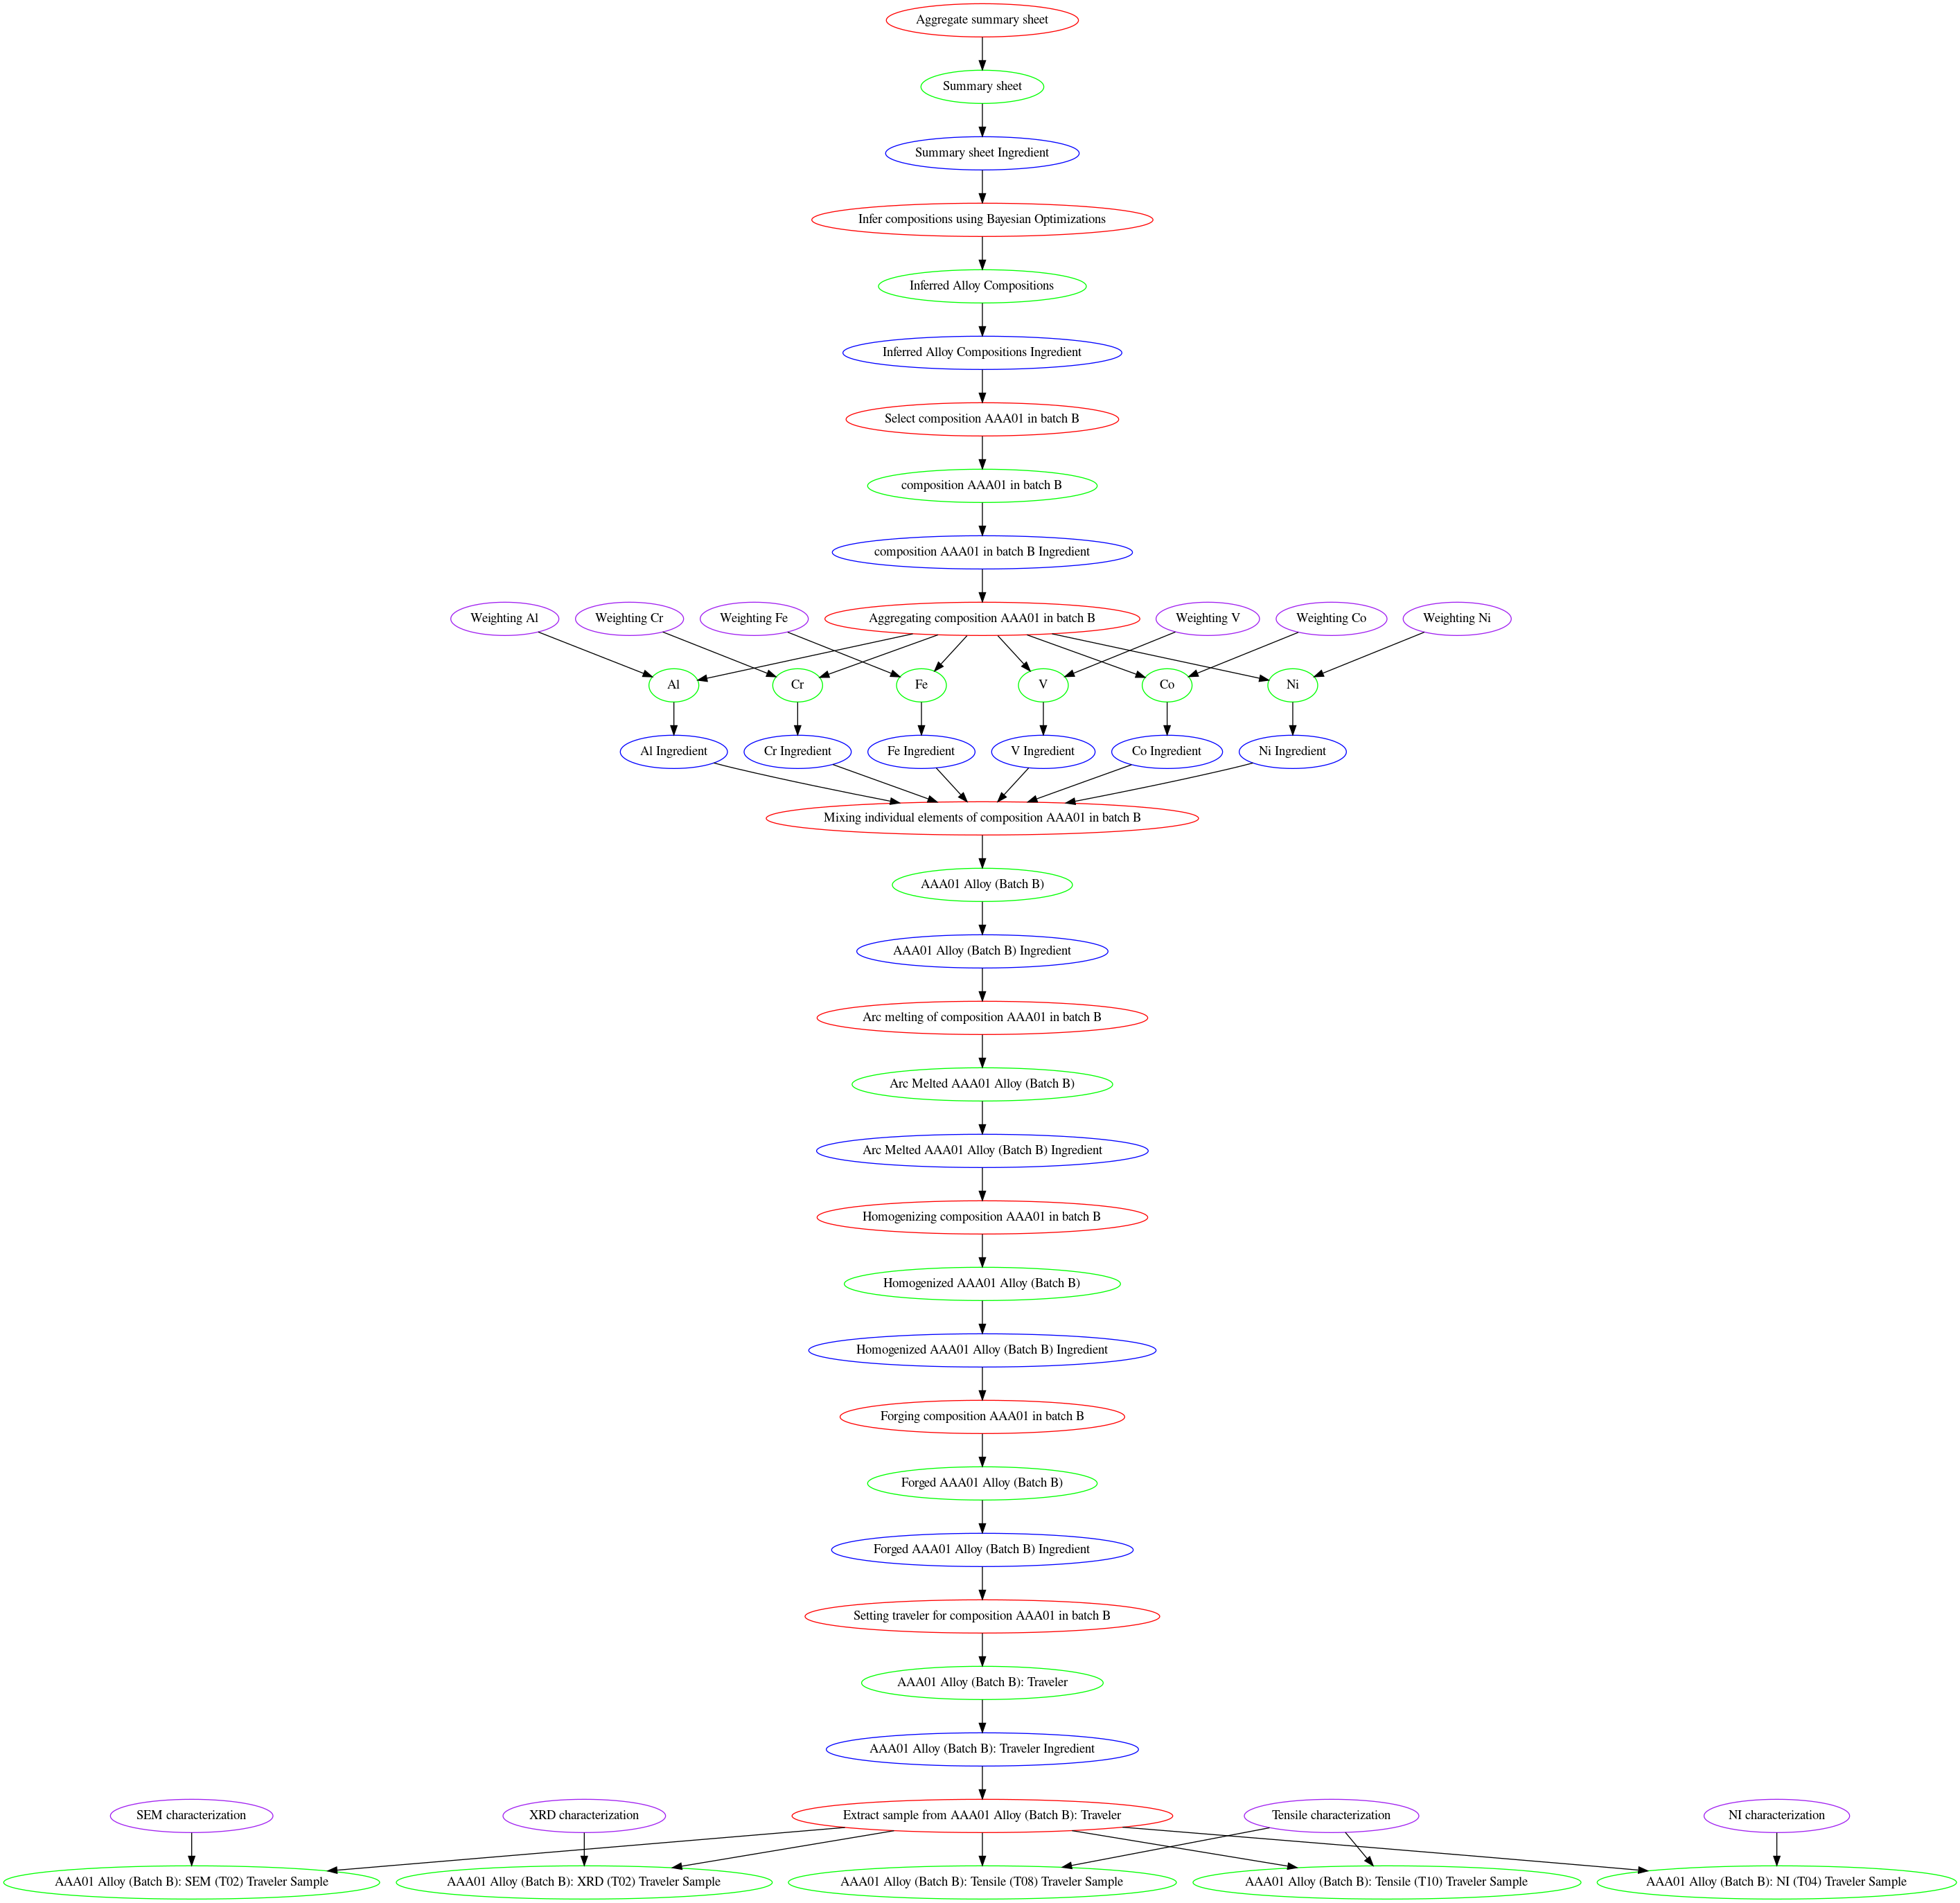 Aggregate summary sheet
Summary sheet
Summary sheet Ingredient
Infer compositions using Bayesian Optimizations
Inferred Alloy Compositions
Inferred Alloy Compositions Ingredient
Select composition AAA01 in batch B
composition AAA01 in batch B
composition AAA01 in batch B Ingredient
Weighting Al
Weighting Cr
Weighting Fe
Aggregating composition AAA01 in batch B
Weighting V
Weighting Co
Weighting Ni
Al
Cr
Fe
V
Co
Ni
Al Ingredient
Cr Ingredient
Fe Ingredient
V Ingredient
Co Ingredient
Ni Ingredient
Mixing individual elements of composition AAA01 in batch B
AAA01 Alloy (Batch B)
AAA01 Alloy (Batch B) Ingredient
Arc melting of composition AAA01 in batch B
Arc Melted AAA01 Alloy (Batch B)
Arc Melted AAA01 Alloy (Batch B) Ingredient
Homogenizing composition AAA01 in batch B
Homogenized AAA01 Alloy (Batch B)
Homogenized AAA01 Alloy (Batch B) Ingredient
Forging composition AAA01 in batch B
Forged AAA01 Alloy (Batch B)
Forged AAA01 Alloy (Batch B) Ingredient
Setting traveler for composition AAA01 in batch B
AAA01 Alloy (Batch B): Traveler
AAA01 Alloy (Batch B): Traveler Ingredient
SEM characterization
XRD characterization
Extract sample from AAA01 Alloy (Batch B): Traveler
Tensile characterization
NI characterization
AAA01 Alloy (Batch B): SEM (T02) Traveler Sample
AAA01 Alloy (Batch B): XRD (T02) Traveler Sample
AAA01 Alloy (Batch B): Tensile (T08) Traveler Sample
AAA01 Alloy (Batch B): Tensile (T10) Traveler Sample
AAA01 Alloy (Batch B): NI (T04) Traveler Sample